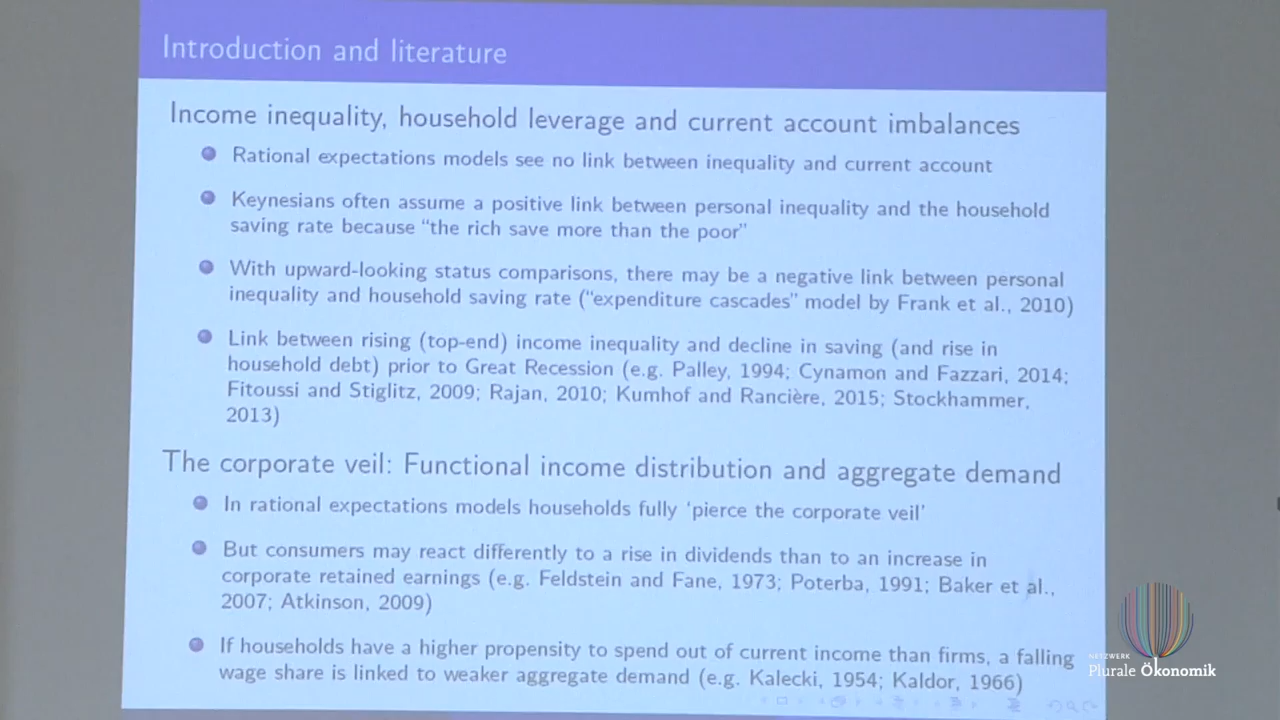 Introduction and literature
Income inequality, household leverage and current account imbalances
Rational expectations models see no link between inequality and current account
Keynesians often assume a positive link between personal inequality and the household
saving rate because “the rich save more than the poor”
With upward-looking status comparisons, there may be a negative link between personal
inequality and household saving rate (“expenditure cascades” model by Frank et al., 2010)
Link between rising (top-end) income inequality and decline in saving (and rise in
household debt) prior to Great Recession (e.g. Palley, 1994; Cynamon and Fazzari, 2014;
Fitoussi and Stiglitz, 2009; Rajan, 2010; Kumhof and Rancière, 2015; Stockhammer,
2013)
The corporate veil: Functional income distribution and aggregate demand
In rational expectations models households fully ‘pierce the corporate veil’
But consumers may react differently to a rise in dividends than to an increase in
corporate retained earnings (e.g. Feldstein and Fane, 1973; Poterba, 1991; Baker et al.,
2007; Atkinson, 2009)
If households have a higher propensity to spend out of current income than firms, a falling
wage share is linked to weaker aggregate demand (e.g. Kalecki, 1954; Kaldor, 1966)
NETZWERK
Plurale Ökonomik